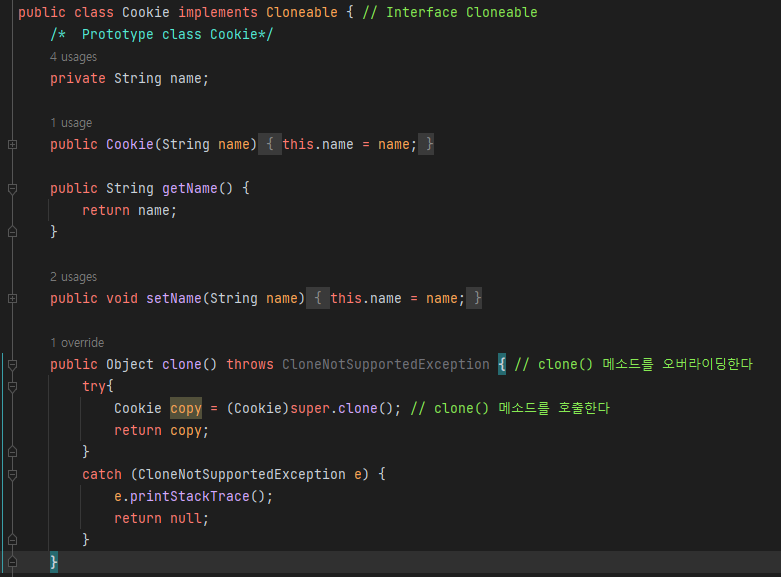 public class Cookie implements Cloneable { // Interface Cloneable
/*  Prototype class Cookie*/
4 usages
private String name;
1 usage
public Cookie(String name) { this.name = name; }
public String getName() {
return name;
}
2 usages
public void setName(String name) { this.name = name; }
1 override
public Object clone() throws CloneNotSupportedException { // clone() 메소드를 오버라이딩한다
try{
Cookie copy = (Cookie)super.clone(); // clone() 메소드를 호출한다
return copy;
}
catch (CloneNotSupportedException e) {
e.printStackTrace();
return null;
}
}